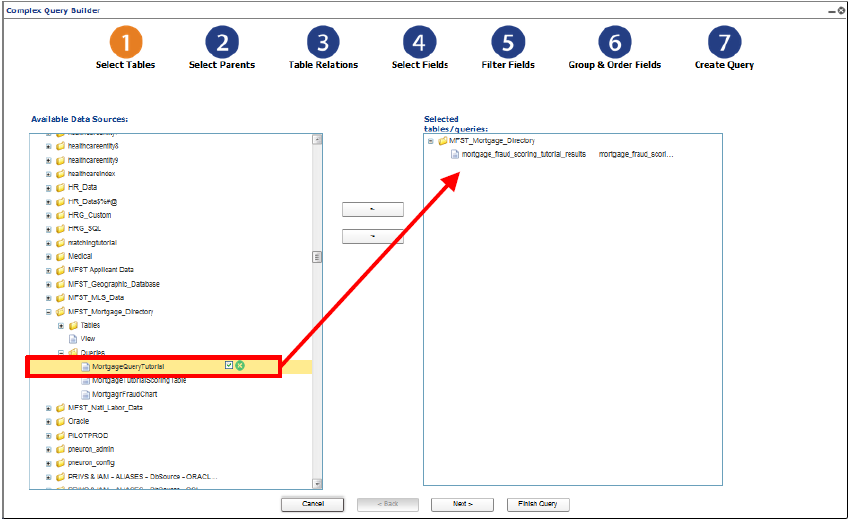 Complex Query Builder
1 2 3 4 5 6 7
Select Tables Select Parents Table Relations Select Fields Filter Fields Group & Order Fields Create Query
Available Data Sources:
Selected
tables/queries:
healthcareentity8
healthcareentity9
healthcareindex
HR_Data
HR_Data$%#@
HRG_Custom
HRG_SQL
matchingtutorial
Medical
MFST Applicant Data
MFST_Geographic_Database
MFST_MLS_Data
MFST_Mortgage_Directory
Tables
View
Queries
MortgageQueryTutorial
MortgageTutorialScoringTable
MortgagrFraudChart
MFST_Natl_Labor_Data
Oracle
PILOTPROD
pneuron_admin
pneuron_config
PRIVS & IAM - ALIASES - DbSource - ORACL...
MFST_Mortgage_Directory
mortgage_fraud_scoring_tutorial_results mortgage_fraud_scori...
Cancel < Back Next > Finish Query